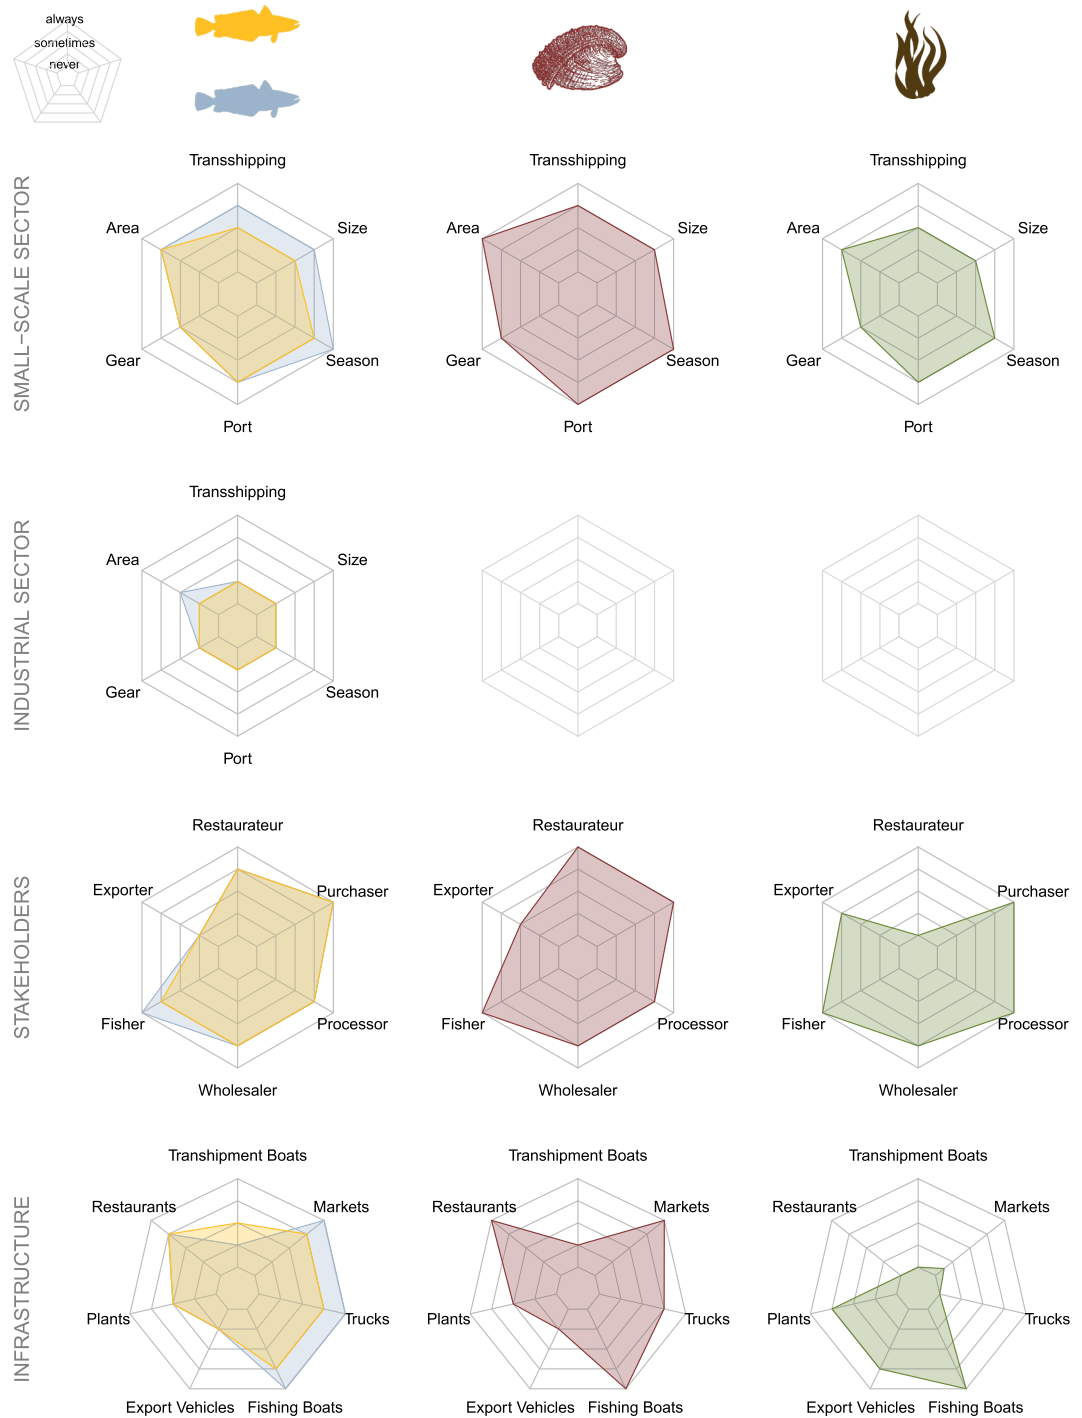 always
sometimes
never
SMALL−SCALE SECTOR
Transshipping
Area
Size
Gear
Season
Port
Transshipping
Area
Size
Gear
Season
Port
Transshipping
Area
Size
Gear
Season
Port
INDUSTRIAL SECTOR
Transshipping
Area
Size
Gear
Season
Port
STAKEHOLDERS
Restaurateur
Exporter
Purchaser
Fisher
Processor
Wholesaler
Restaurateur
Exporter
Fisher
Processor
Wholesaler
Restaurateur
Exporter
Purchaser
Fisher
Processor
Wholesaler
INFRASTRUCTURE
Transhipment Boats
Restaurants
Markets
Plants
Trucks
Export Vehicles
Fishing Boats
Transhipment Boats
Restaurants
Markets
Plants
Trucks
Export Vehicles
Fishing Boats
Transhipment Boats
Restaurants
Markets
Plants
Trucks
Export Vehicles
Fishing Boats